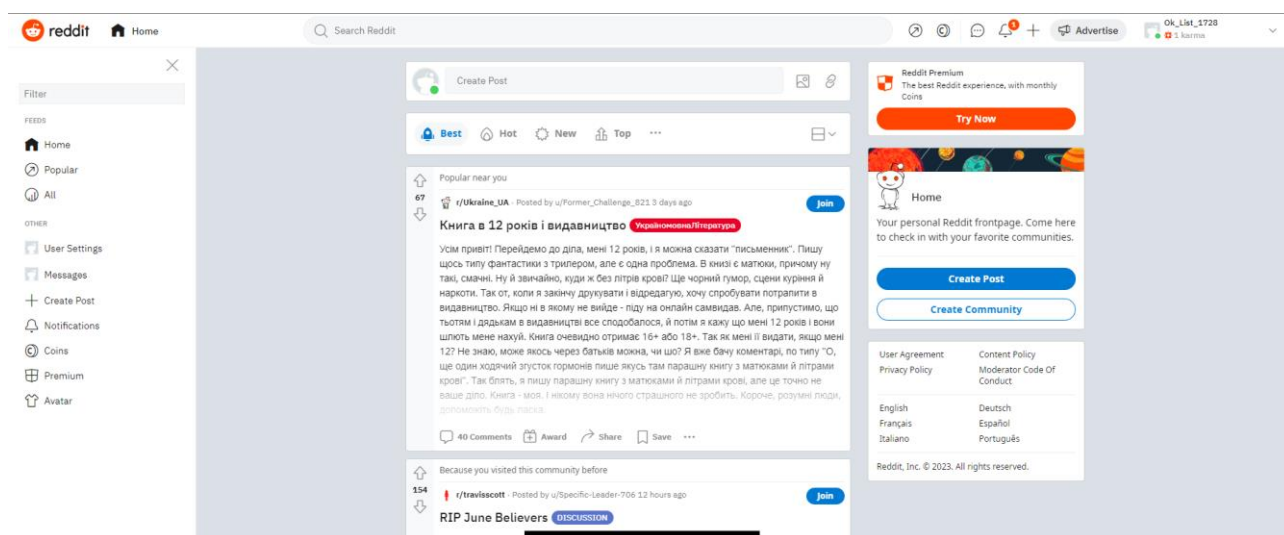 reddit
Home
Search Reddit
1
Advertise
Ok_List_1728
1 karma
Filter
FEEDS
Home
Popular
All
OTHER
User Settings
Messages
Create Post
Notifications
Coins
Premium
Avatar
Create Post
Best
Hot
New
Top
67
Popular near you
r/Ukraine_UA · Posted by u/Former_Challenge_821 3 days ago
Join
Книга в 12 років і видавництво УкраїномовнаЛітература
Усім привіт! Перейдемо до діла, мені 12 років, і я можна сказати "письменник". Пишу
щось типу фантастики з трилером, але є одна проблема. В книзі є матюки, причому ну
такі, смачні. Ну й звичайно, куди ж без літрів крові? Ще чорний гумор, сцени куріння й
наркоти. Так от, коли я закінчу друкувати і відредагую, хочу спробувати потрапити в
видавництво. Якщо ні в якому не вийде - піду на онлайн самвидав. Але, припустимо, що
тьотям і дядькам в видавництві все сподобалося, й потім я кажу що мені 12 років і вони
шлють мене нахуй. Книга очевидно отримає 16+ або 18+. Так як мені її видати, якщо мені
12? Не знаю, може якось через батьків можна, чи шо? Я вже бачу коментарі, по типу "О,
ще один ходячий згусток гормонів пише якусь там парашну книгу з матюками й літрами
крові". Так блять, я пишу парашну книгу з матюками й літрами крові, але це точно не
ваше діло. Книга - моя. І нікому вона нічого страшного не зробить. Короче, розумні люди,
допоможіть будь ласка.
40 Comments
Award
Share
Save
154
Because you visited this community before
r/travisscott · Posted by u/Specific-Leader-706 12 hours ago
Join
RIP June Believers DISCUSSION
Reddit Premium
The best Reddit experience, with monthly
Coins
Try Now
Home
Your personal Reddit frontpage. Come here
to check in with your favorite communities.
Create Post
Create Community
User Agreement
Privacy Policy
Content Policy
Moderator Code Of
Conduct
English
Français
Italiano
Deutsch
Español
Português
Reddit, Inc. © 2023. All rights reserved.